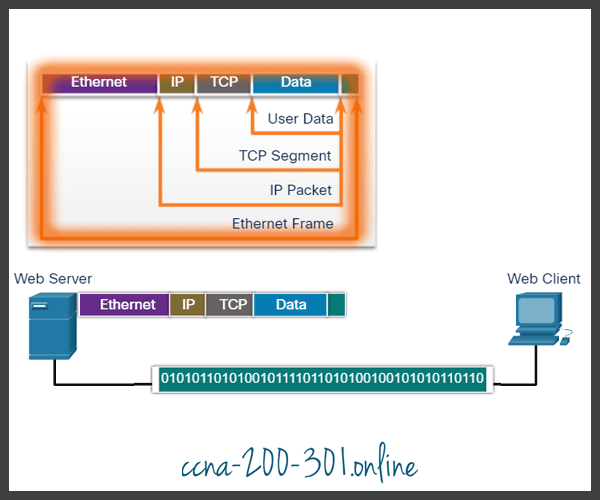 Ethernet IP TCP Data
User Data
TCP Segment
IP Packet
Ethernet Frame
Web Server
Web Client
Ethernet IP TCP Data
010101101010010111101101010010010101010110110
ccna-200-301.online